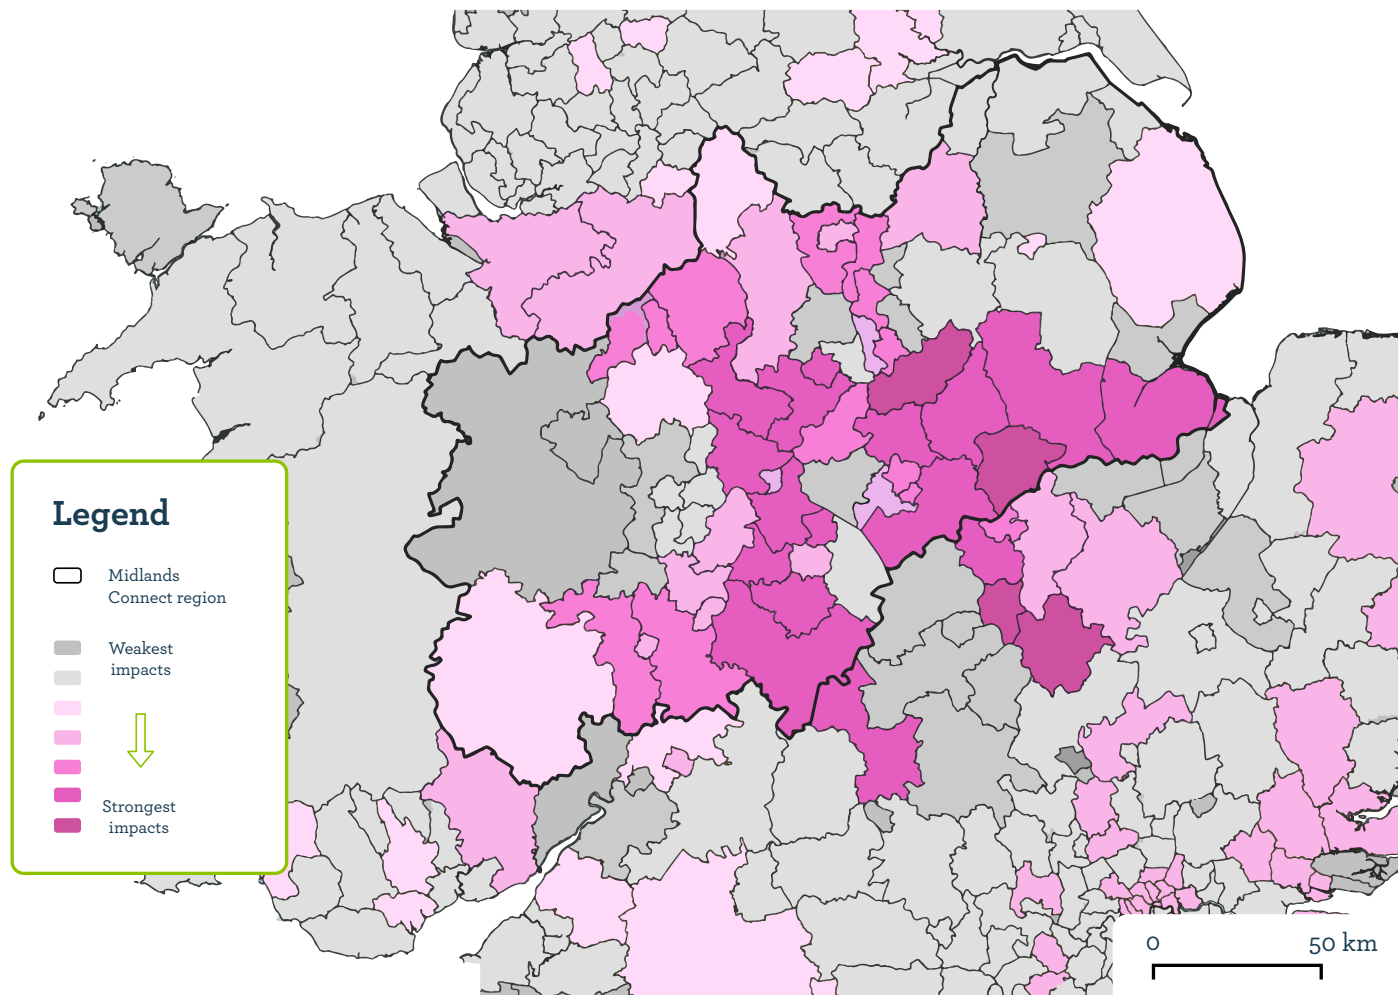 Legend
Midlands
Connect region
Weakest
impacts
Strongest
impacts
0 50 km